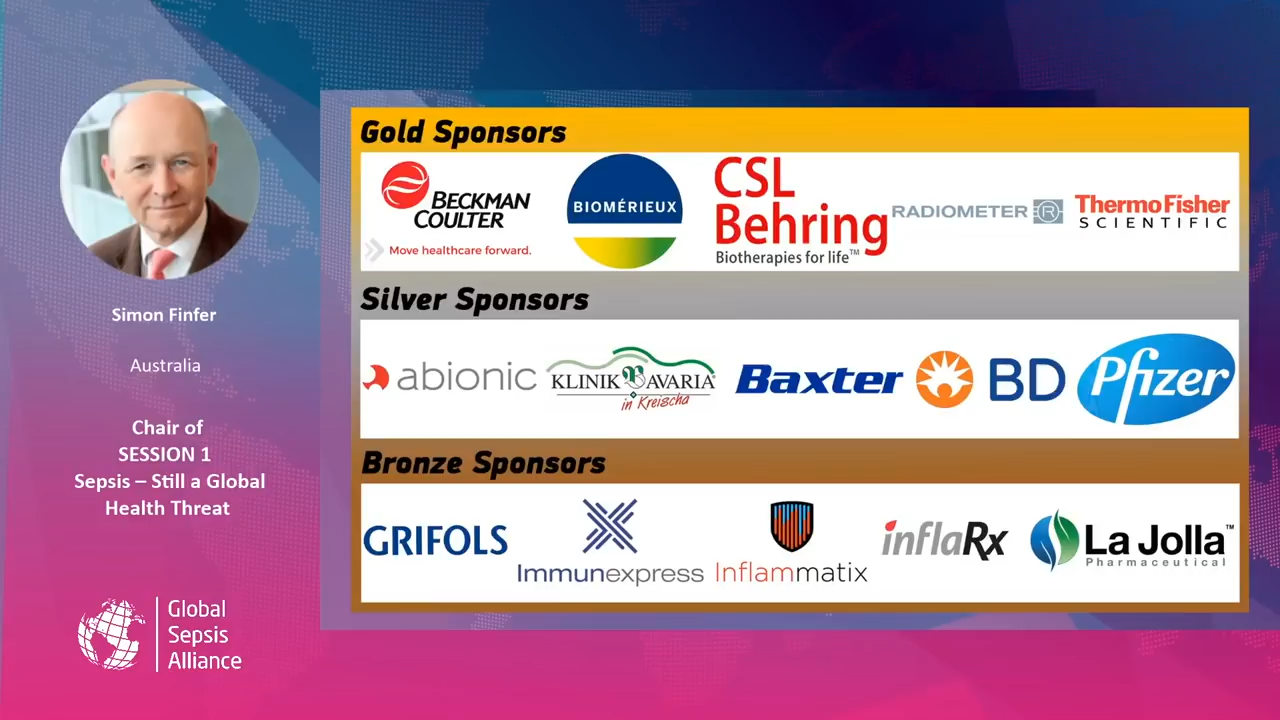 Simon Finfer
Australia
Chair of
SESSION 1
Sepsis – Still a Global
Health Threat
Global
Sepsis
Alliance
Gold Sponsors
BECKMAN
COULTER
Move healthcare forward.
BIOMÉRIEUX
CSL
Behring
Biotherapies for life™
RADIOMETER R
ThermoFisher
SCIENTIFIC
Silver Sponsors
abionic
KLINIK BAVARIA
in Kreischa
Baxter
BD
Pfizer
Bronze Sponsors
GRIFOLS
Immunexpress
Inflammatix
inflaRx
La Jolla™
Pharmaceutical